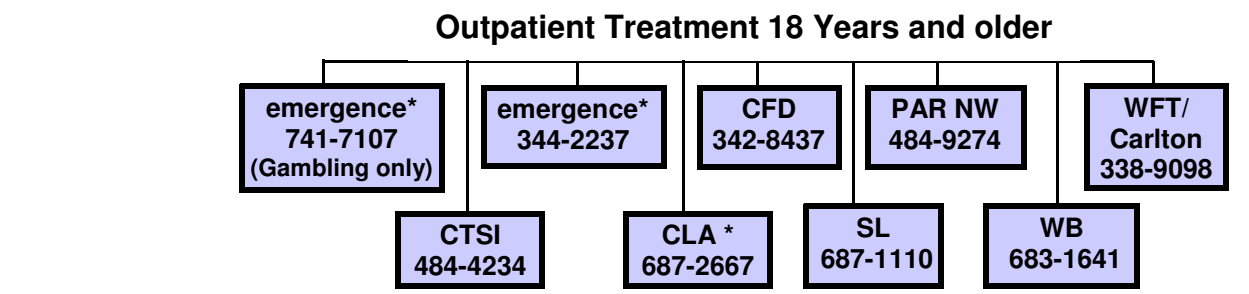 Outpatient Treatment 18 Years and older
emergence*
741-7107
(Gambling only)
emergence*
344-2237
CFD
342-8437
PAR NW
484-9274
WFT/
Carlton
338-9098
CTSI
484-4234
CLA *
687-2667
SL
687-1110
WB
683-1641